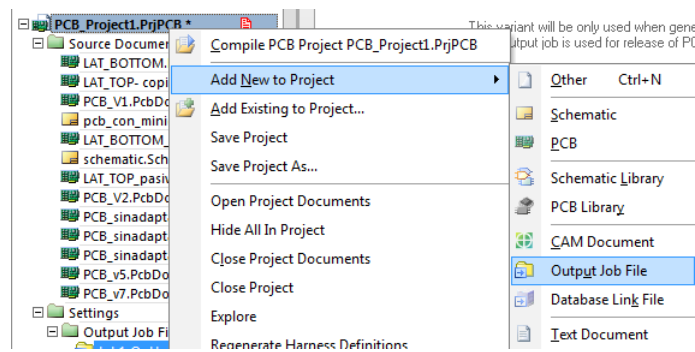 PCB_Project1.PrjPCB *
Source Documen
LAT_BOTTOM.
LAT_TOP- copi
PCB_V1.PcbDo
pcb_con_mini
LAT_BOTTOM_
schematic.Sch
LAT_TOP_pasiv
PCB_V2.PcbDo
PCB_sinadapt
PCB_sinadapt
PCB_sinadapt
PCB_v5.PcbDo
PCB_v7.PcbDo
Settings
Output Job Fi
Compile PCB Project PCB_Project1.PrjPCB
Add New to Project
Add Existing to Project...
Save Project
Save Project As...
Open Project Documents
Hide All In Project
Close Project Documents
Close Project
Explore
Regenerate Harness Definitions
This variant will be only used when gene
utput job is used for release of PC
Other Ctrl+N
Schematic
PCB
Schematic Library
PCB Library
CAM Document
Output Job File
Database Link File
Text Document